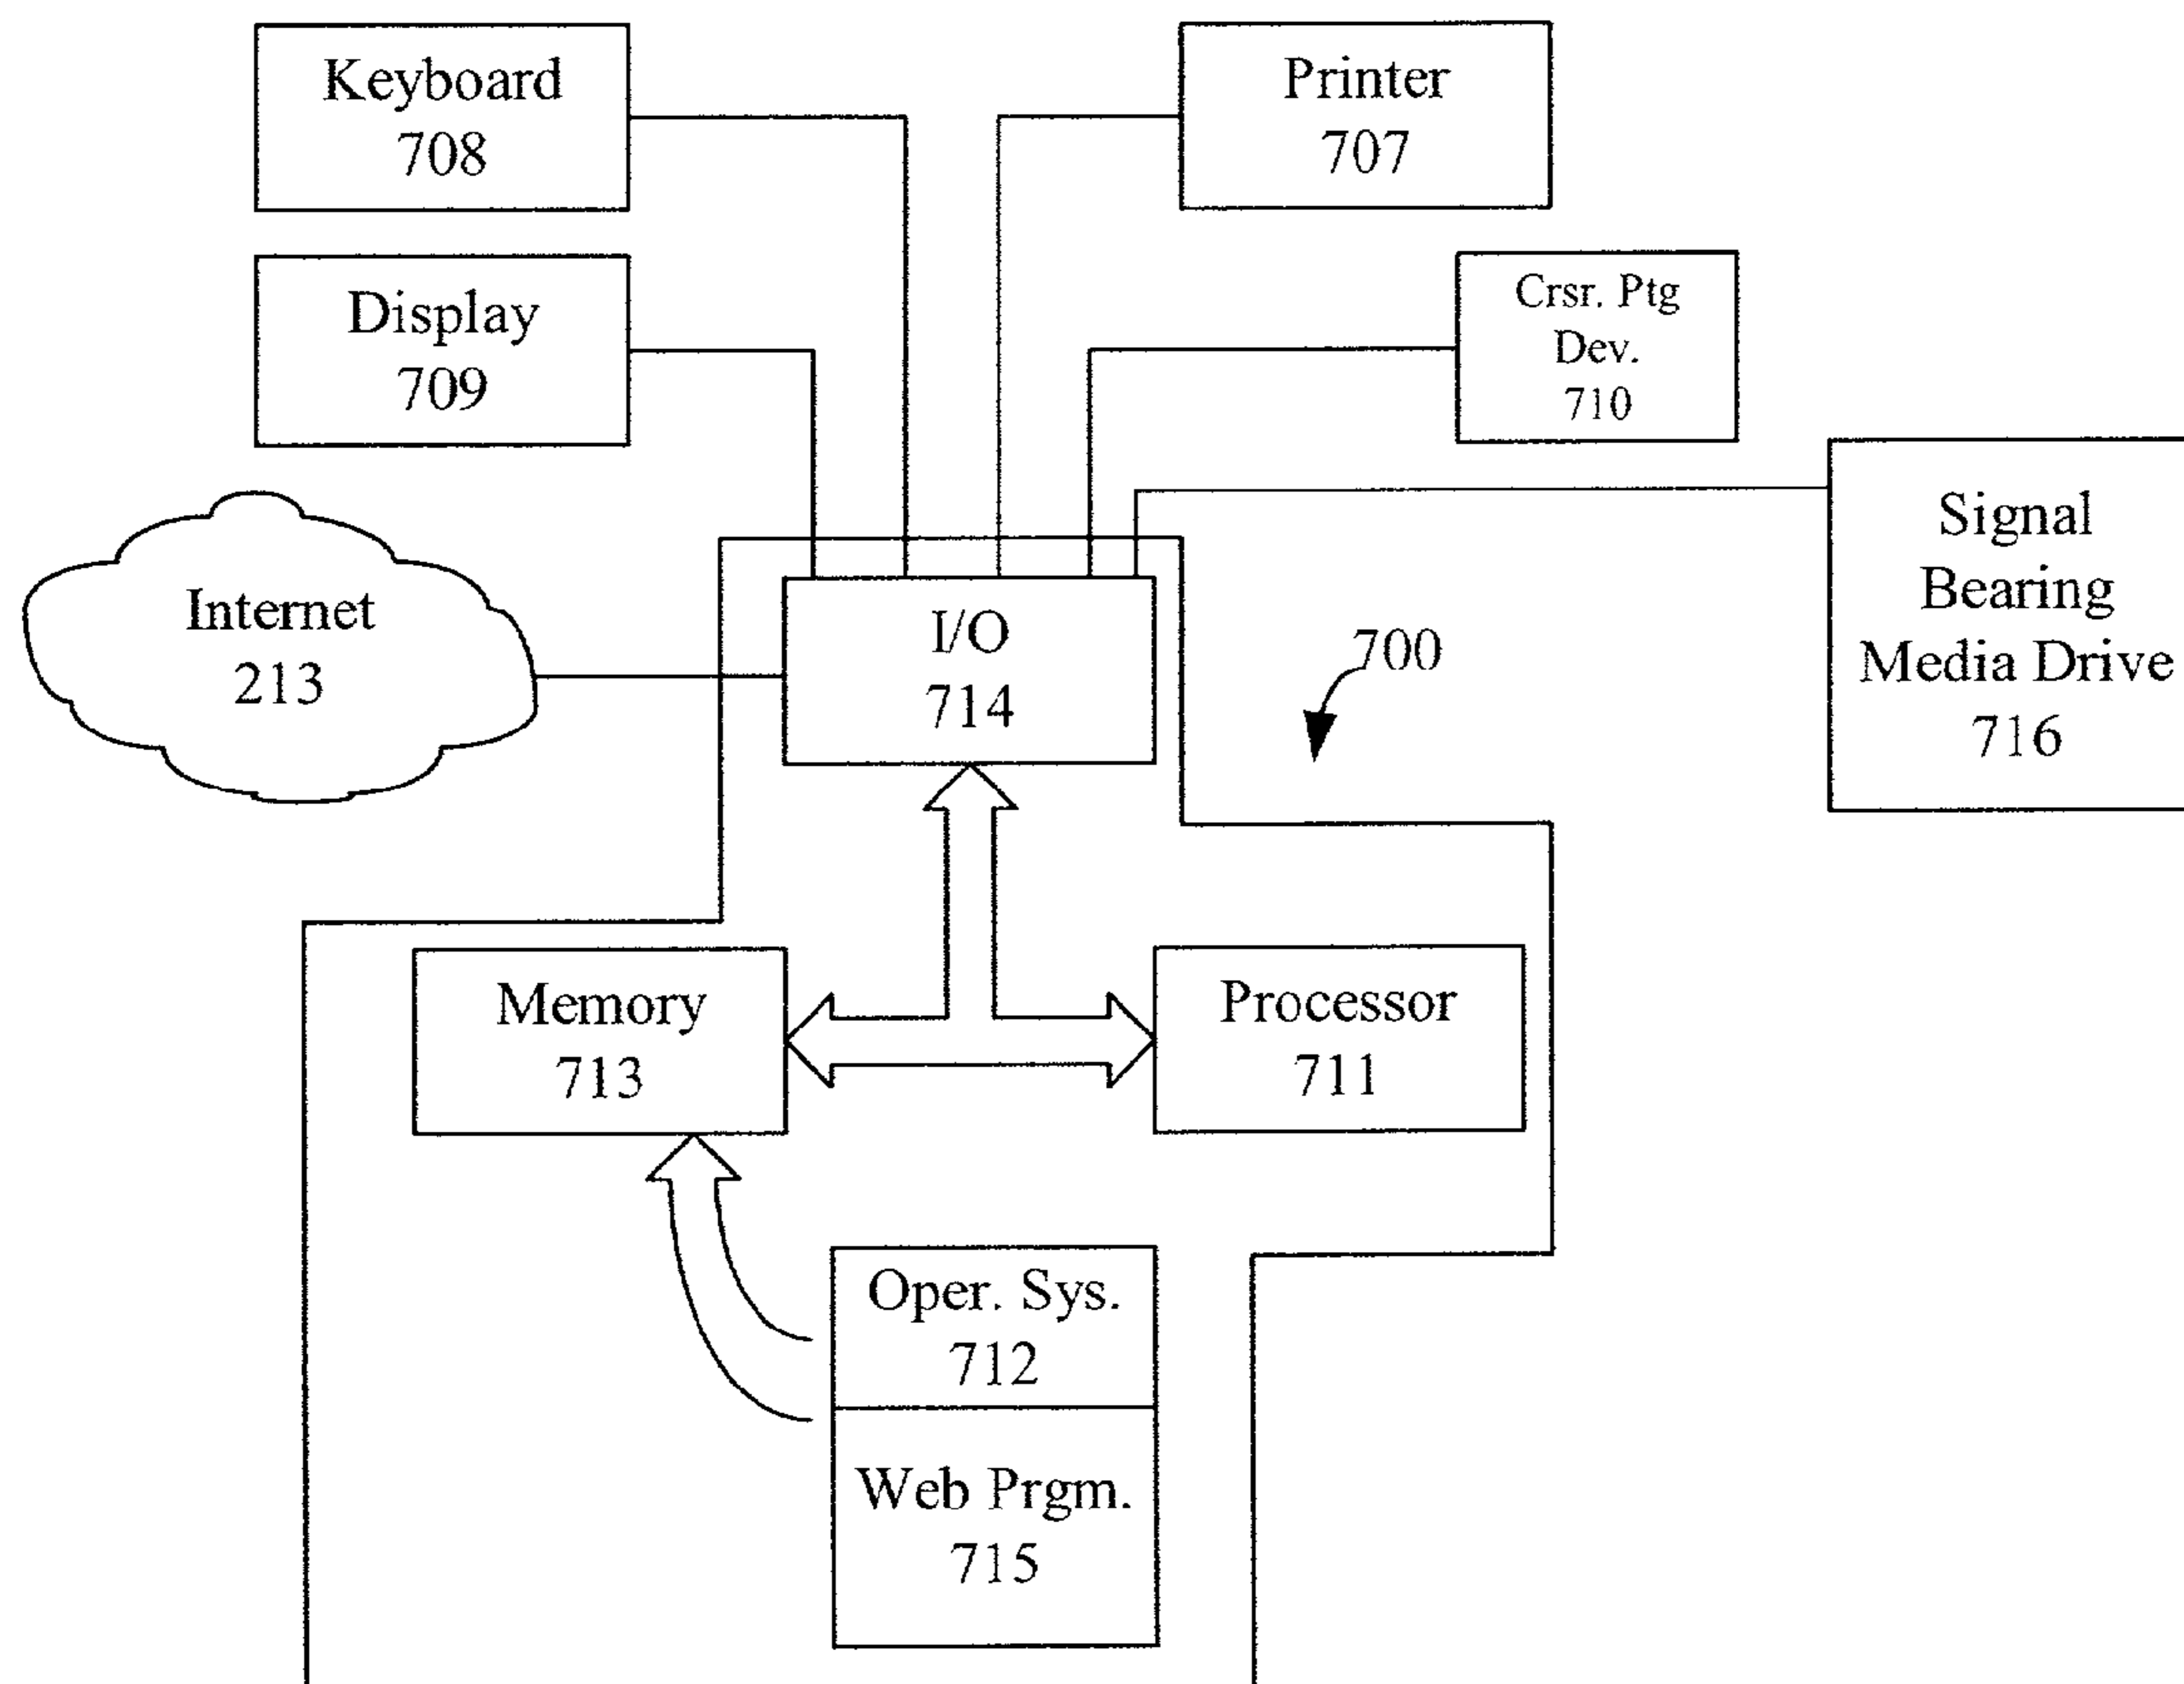 Keyboard
708
Printer
707
Display
709
Crsr. Ptg
Dev.
710
Signal
Bearing
Media Drive
716
Internet
213
I/O
714
700
Memory
713
Processor
711
Oper. Sys.
712
Web Prgm.
715